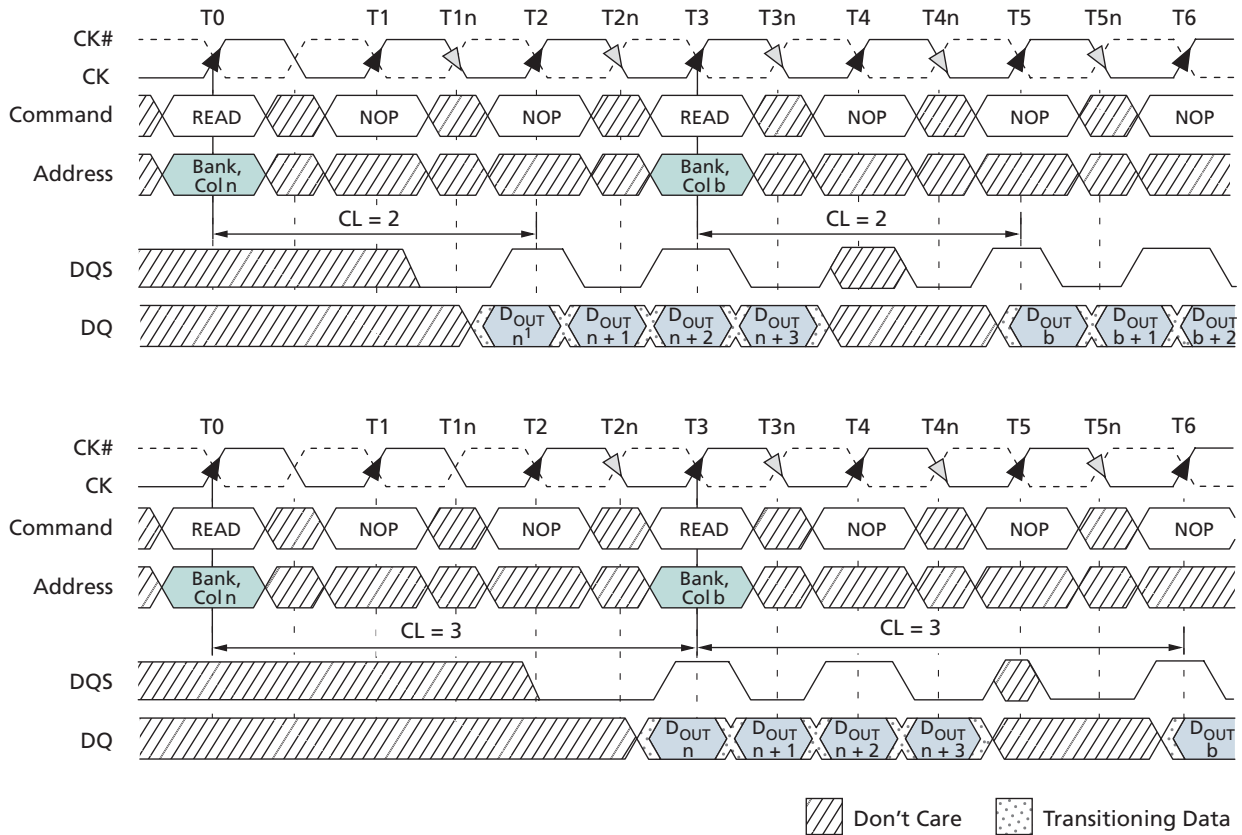 T0 T1 T1n T2 T2n T3 T3n T4 T4n T5 T5n T6
CK#
CK
Command READ NOP NOP READ NOP NOP NOP
Address Bank, Col n Bank, Col b
CL = 2 CL = 2
DQS
DQ DOUT n1 DOUT n + 1 DOUT n + 2 DOUT n + 3 DOUT b DOUT b + 1 DOUT b + 2
T0 T1 T1n T2 T2n T3 T3n T4 T4n T5 T5n T6
CK#
CK
Command READ NOP NOP READ NOP NOP NOP
Address Bank, Col n Bank, Col b
CL = 3 CL = 3
DQS
DQ DOUT n DOUT n + 1 DOUT n + 2 DOUT n + 3 DOUT b
Don't Care Transitioning Data